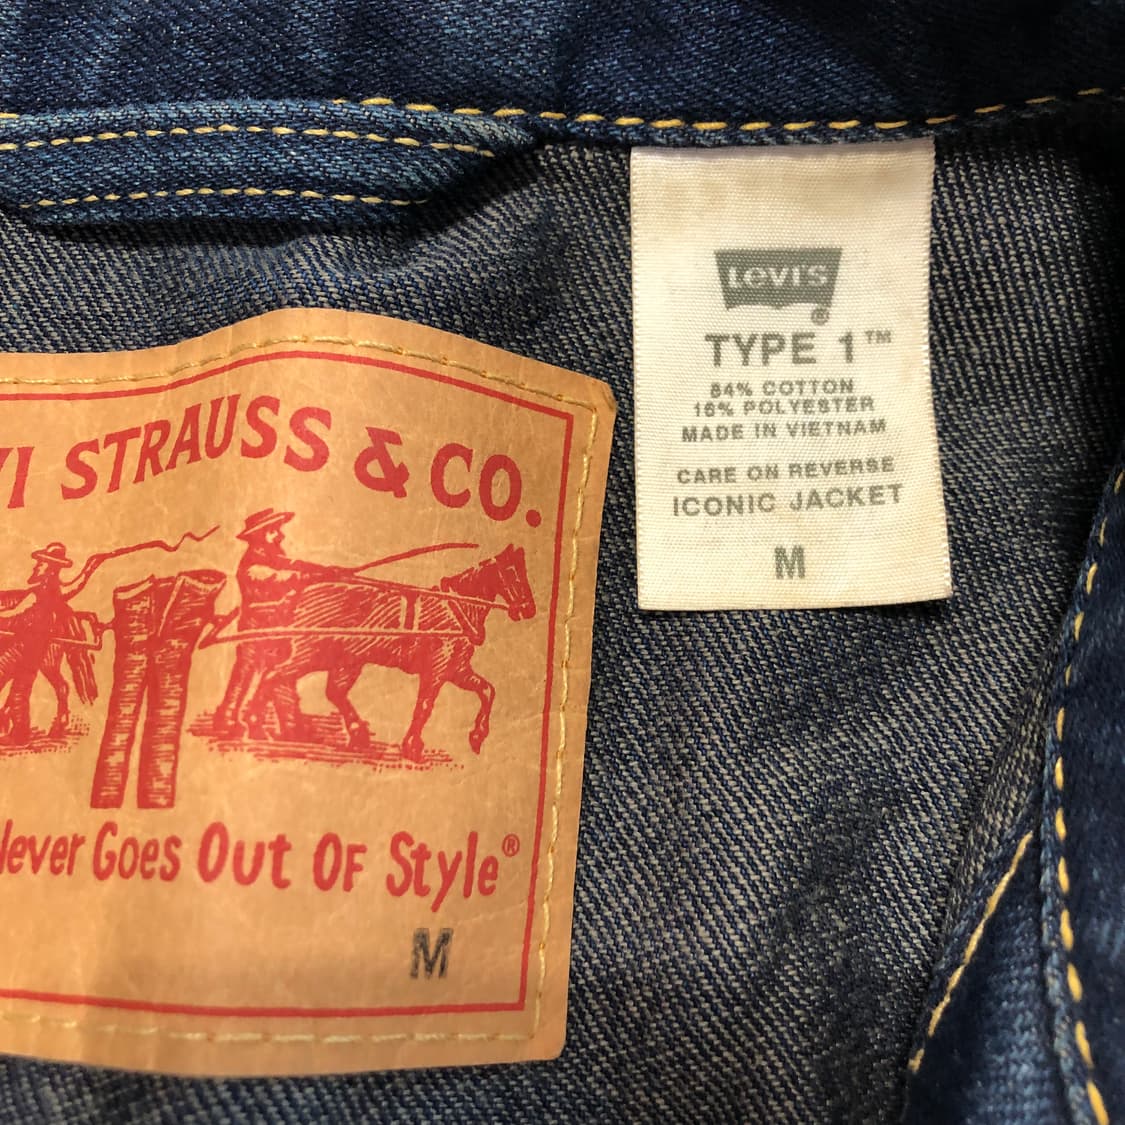 VI STRAUSS & CO.
Never Goes Out OF Style®
M
Levi's
®
TYPE 1™
84% COTTON
16% POLYESTER
MADE IN VIETNAM
CARE ON REVERSE
ICONIC JACKET
M